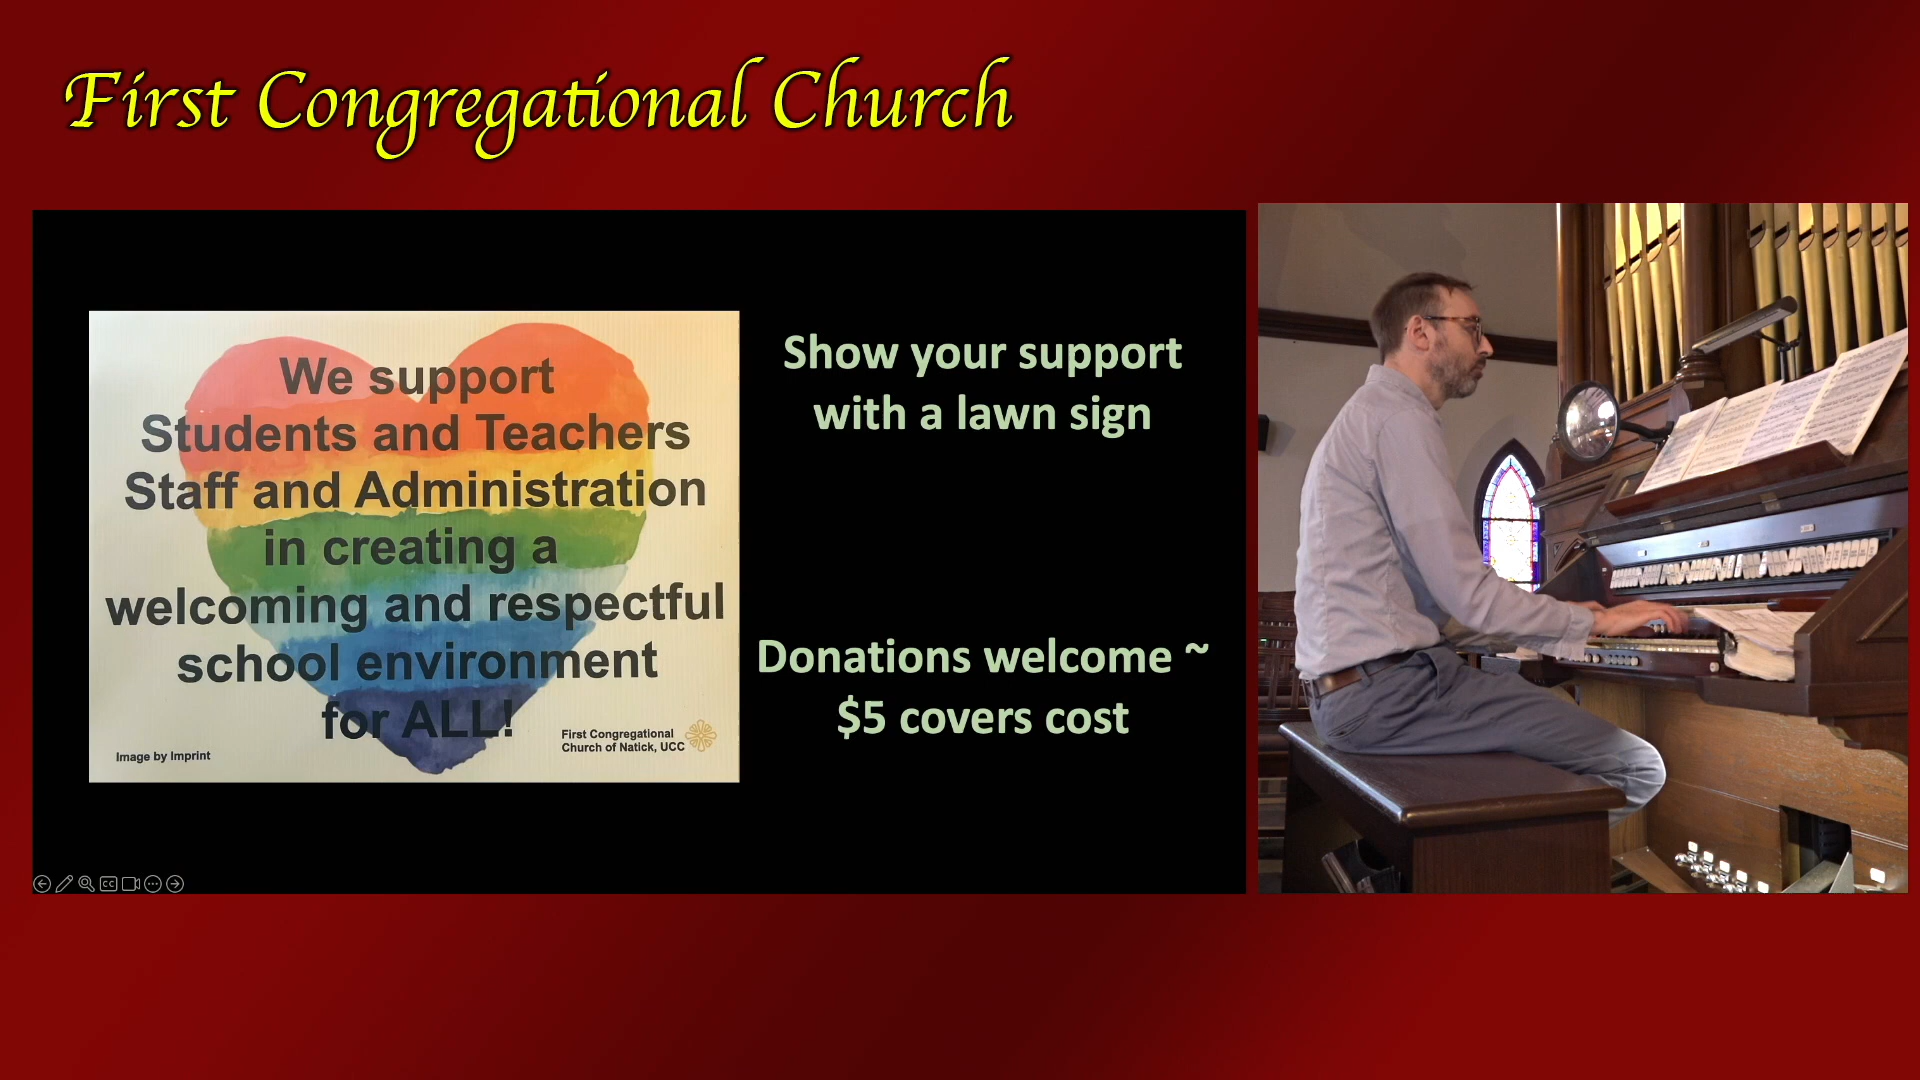 First Congregational Church
We support
Students and Teachers
Staff and Administration
in creating a
welcoming and respectful
school environment
for ALL!
Image by Imprint
First Congregational
Church of Natick, UCC
Show your support
with a lawn sign
Donations welcome ~
$5 covers cost
CC